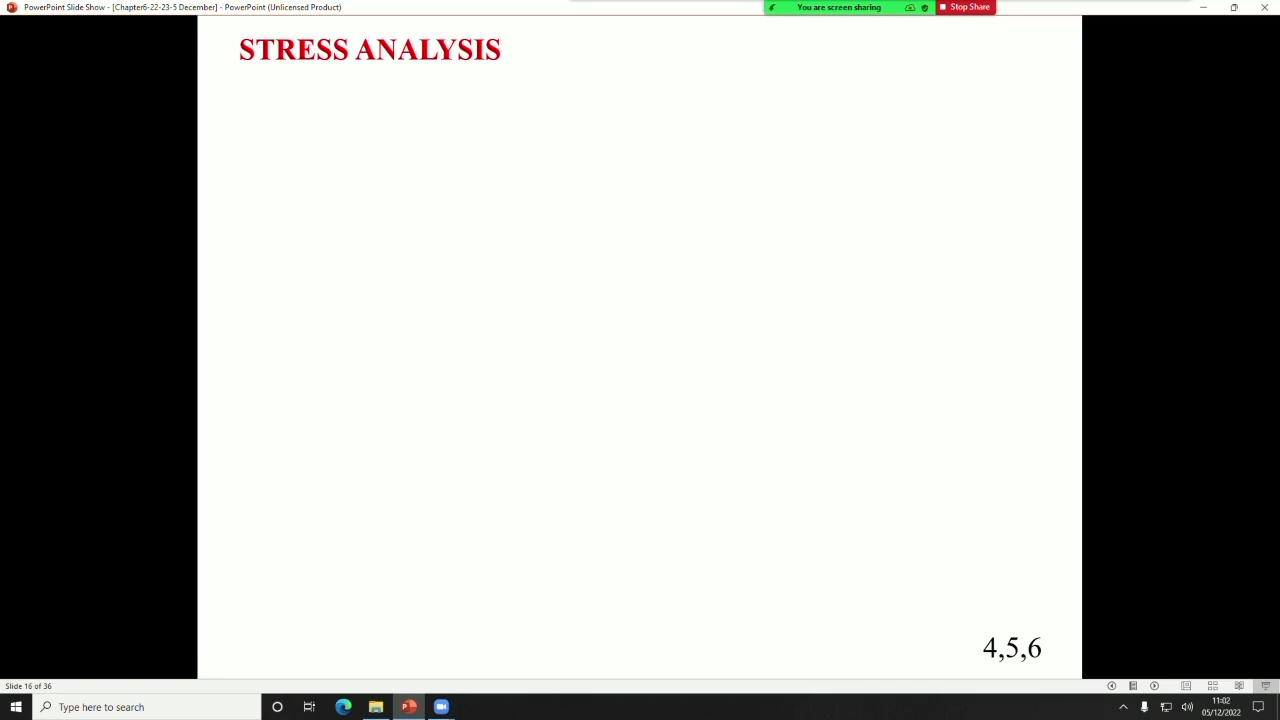 PowerPoint Slide Show - [Chapter6-22-23-5 December] - PowerPoint (Unlicensed Product)
You are screen sharing
Stop Share
STRESS ANALYSIS
4,5,6
Slide 16 of 36
Type here to search
11:02
05/12/2022